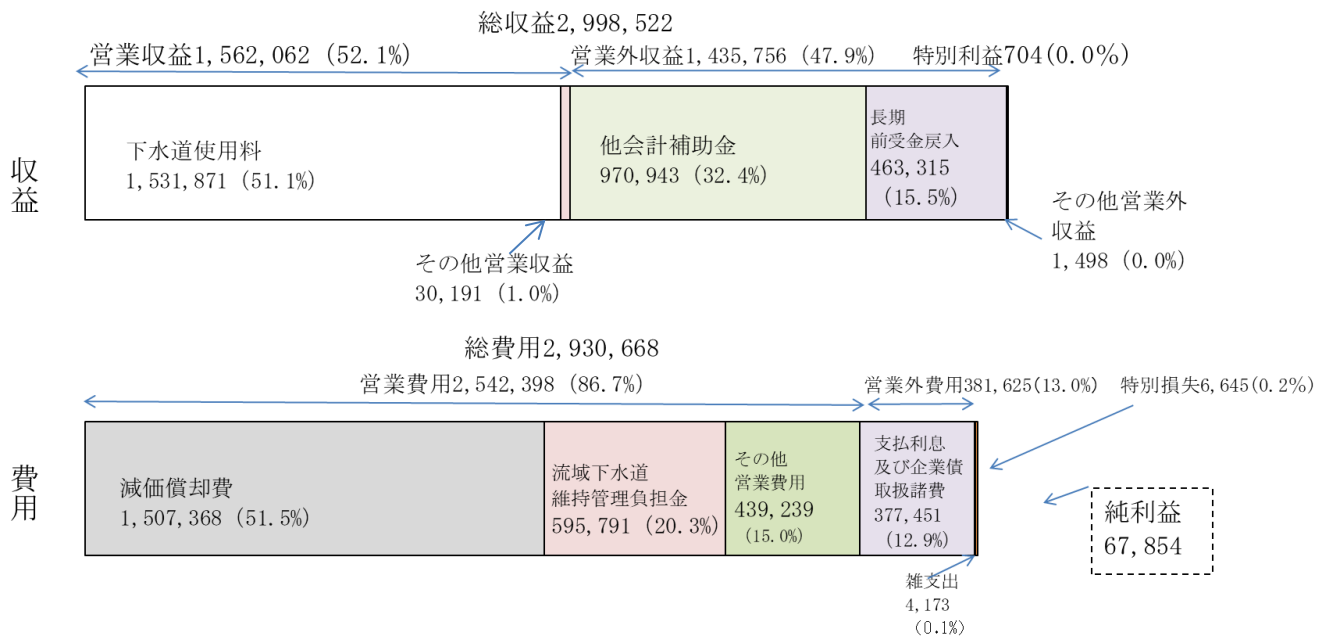 総収益2,998,522
営業収益1,562,062 (52.1%)
営業外収益1,435,756 (47.9%)
特別利益704(0.0%)
収益
下水道使用料
1,531,871 (51.1%)
他会計補助金
970,943 (32.4%)
長期
前受金戻入
463,315
(15.5%)
その他営業収益
30,191 (1.0%)
その他営業外
収益
1,498 (0.0%)
総費用2,930,668
営業費用2,542,398 (86.7%)
営業外費用381,625(13.0%)
特別損失6,645(0.2%)
費用
減価償却費
1,507,368 (51.5%)
流域下水道
維持管理負担金
595,791 (20.3%)
その他
営業費用
439,239
(15.0%)
支払利息
及び企業債
取扱諸費
377,451
(12.9%)
純利益
67,854
雑支出
4,173
(0.1%)